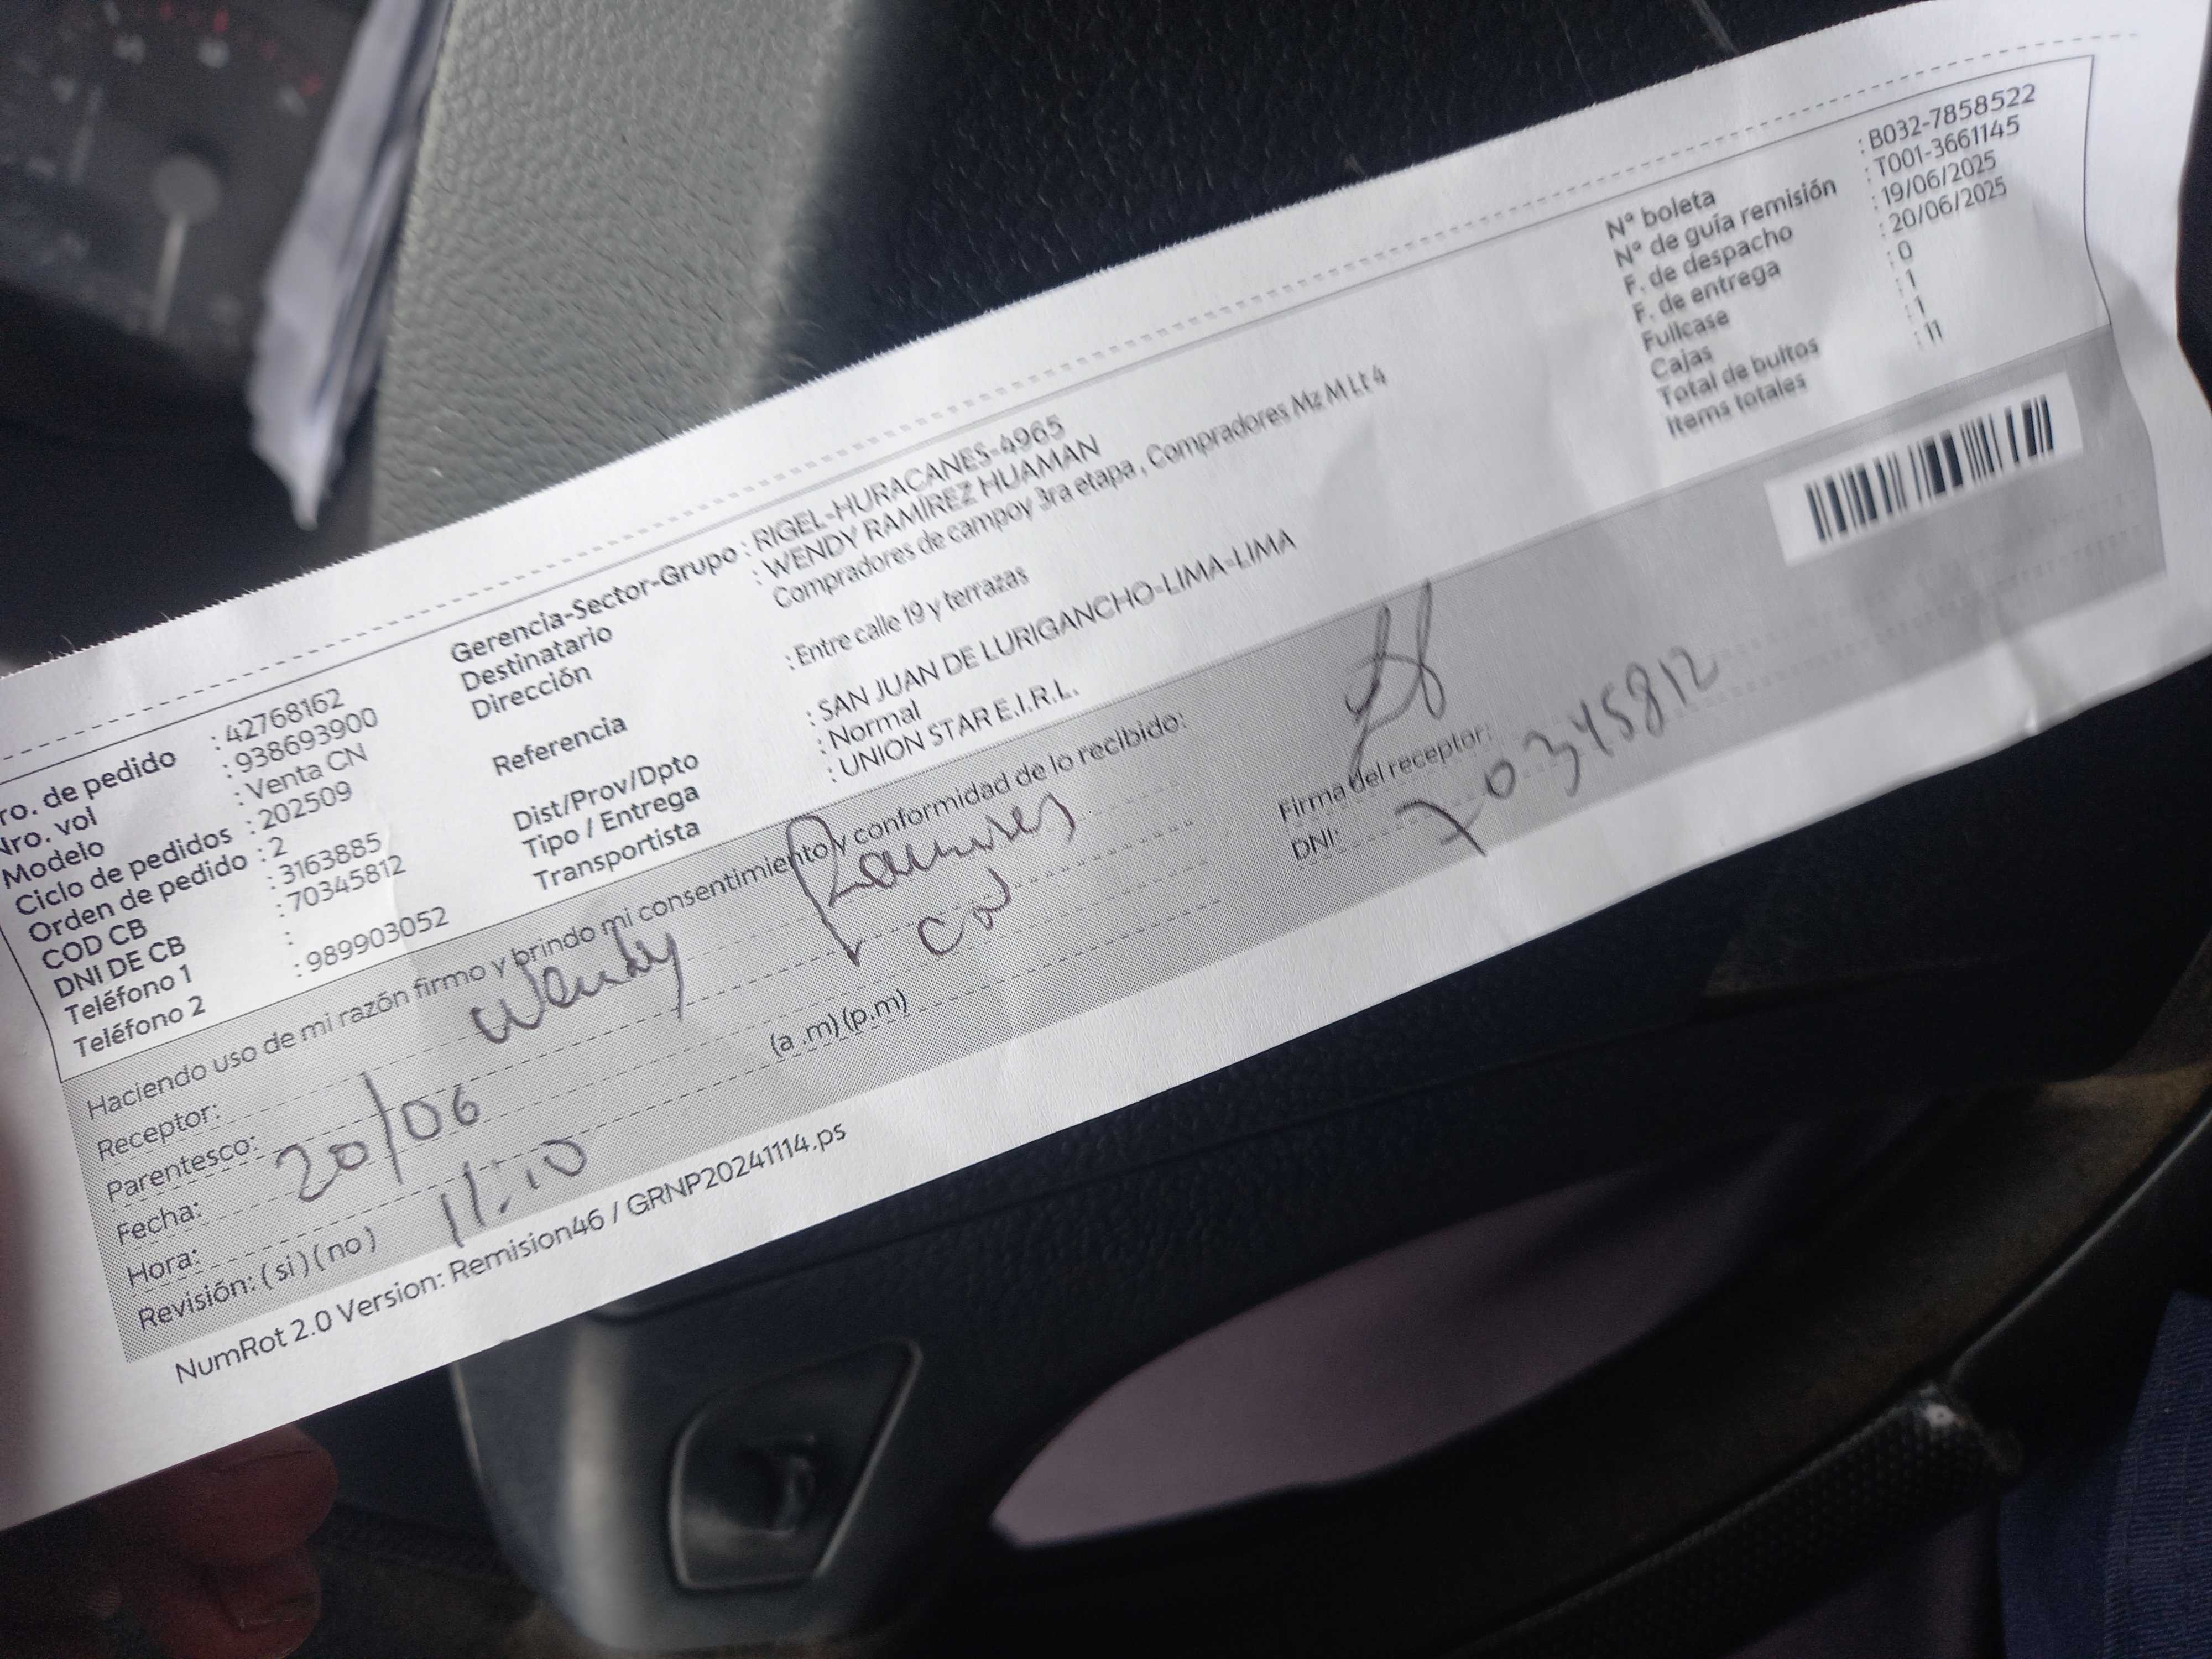 ro. de pedido : 42768162
Nro. vol : 938693900
Modelo : Venta CN
Ciclo de pedidos : 202509
Orden de pedido : 2
COD CB : 3163885
DNI DE CB : 70345812
Teléfono 1 :
Teléfono 2 : 989903052
Gerencia-Sector-Grupo : RIGEL-HURACANES-4965
Destinatario : WENDY RAMIREZ HUAMAN
Dirección Compradores de campoy 3ra etapa , Compradores Mz M Lt 4
Referencia : Entre calle 19 y terrazas
Dist/Prov/Dpto : SAN JUAN DE LURIGANCHO-LIMA-LIMA
Tipo / Entrega : Normal
Transportista : UNION STAR E.I.R.L.
N° boleta : B032-7858522
N° de guía remisión : T001-3661145
F. de despacho : 19/06/2025
F. de entrega : 20/06/2025
Fullcase : 0
Cajas : 1
Total de bultos : 1
Items totales : 11
Haciendo uso de mi razón firmo y brindo mi consentimiento y conformidad de lo recibido:
Receptor: Wendy Ramires
Parentesco: CN
Fecha: 20/06
Hora: 11:10 (a .m) (p.m)
Revisión: ( si ) ( no )
Firma del receptor:
DNI: 70345812
NumRot 2.0 Version: Remision46 / GRNP20241114.ps